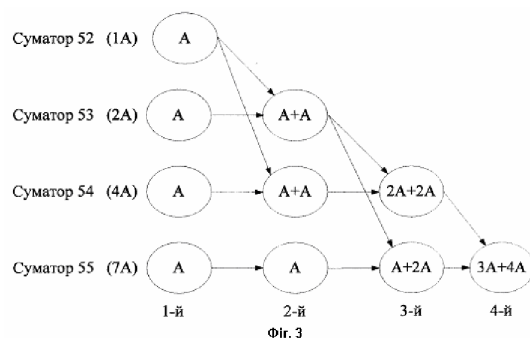 Суматор 52 (1A) A
Суматор 53 (2A) A A+A
Суматор 54 (4A) A A+A 2A+2A
Суматор 55 (7A) A A A+2A 3A+4A
1-й 2-й 3-й 4-й
Фіг. 3